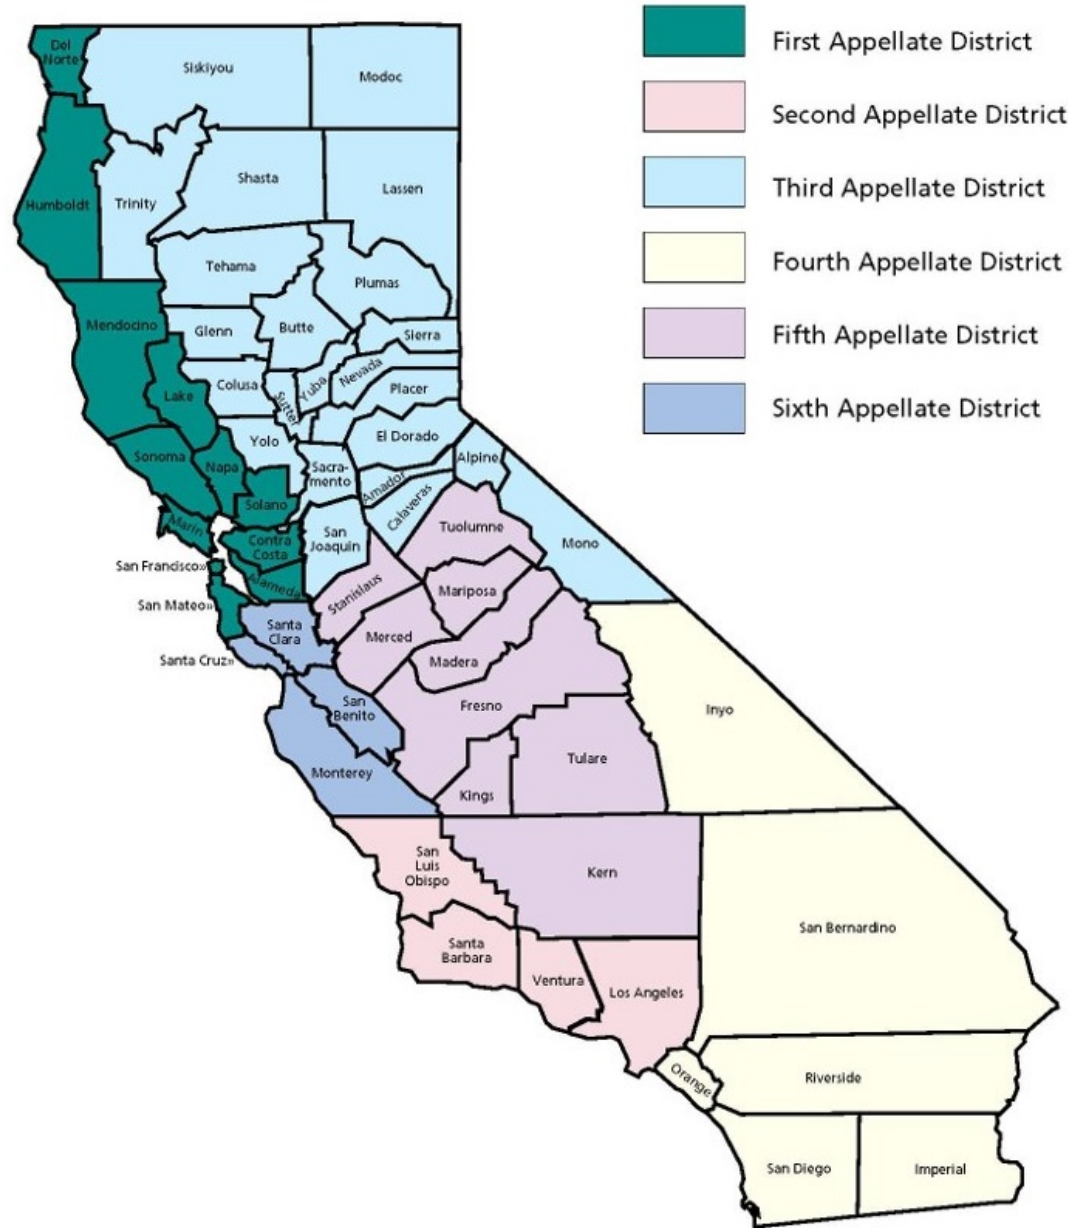 First Appellate District
Second Appellate District
Third Appellate District
Fourth Appellate District
Fifth Appellate District
Sixth Appellate District
Del
Norte
Siskiyou
Modoc
Humboldt
Trinity
Shasta
Lassen
Tehama
Plumas
Mendocino
Glenn
Butte
Sierra
Lake
Colusa
Sutter
Yuba
Nevada
Placer
Sonoma
Napa
Yolo
El Dorado
Sacra-
mento
Amador
Alpine
Solano
Calaveras
Marin
Contra
Costa
San
Joaquin
Tuolumne
Mono
San Francisco»
Alameda
Stanislaus
Mariposa
San Mateo»
Santa
Clara
Merced
Santa Cruz»
Madera
San
Benito
Fresno
Inyo
Monterey
Kings
Tulare
San
Luis
Obispo
Kern
San Bernardino
Santa
Barbara
Ventura
Los Angeles
Orange
Riverside
San Diego
Imperial